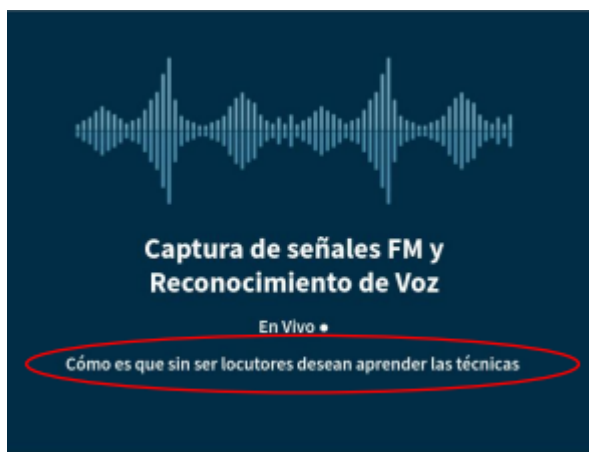 Captura de señales FM y
Reconocimiento de Voz
En Vivo ●
Cómo es que sin ser locutores desean aprender las técnicas